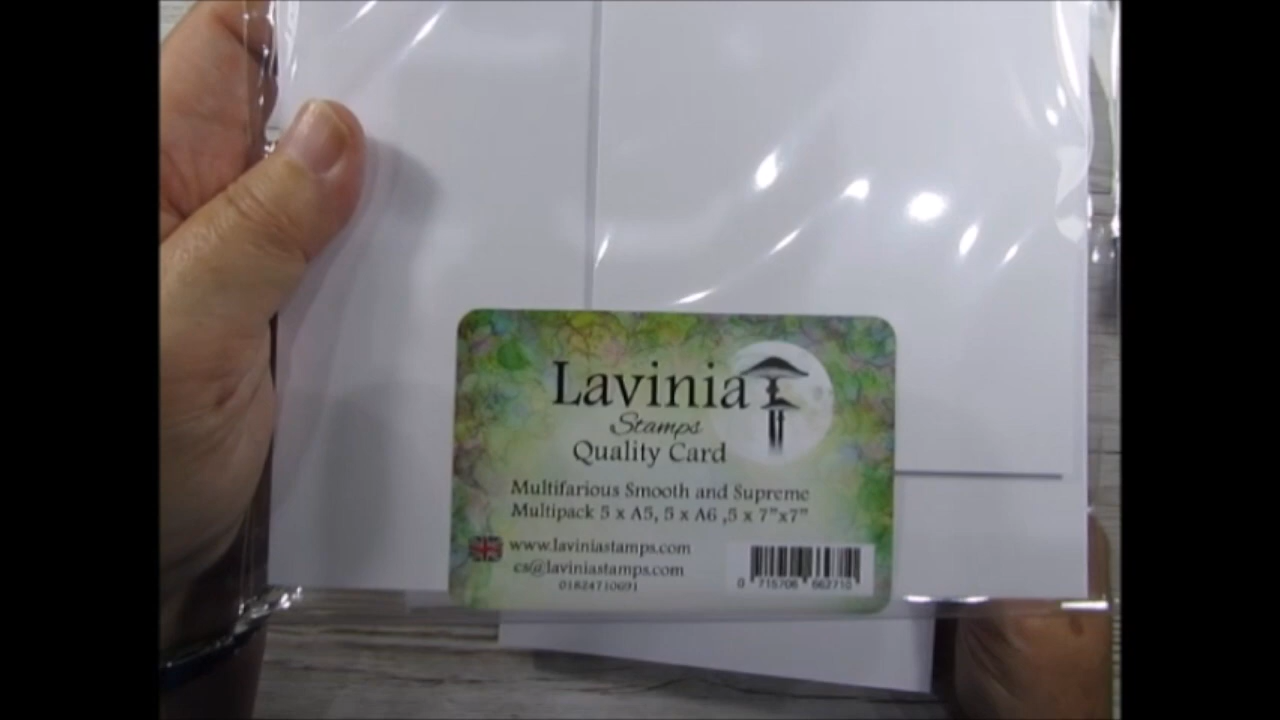 Lavinia
Stamps
Quality Card
Multifarious Smooth and Supreme
Multipack 5 x A5, 5 x A6 ,5 x 7"x7"
www.laviniastamps.com
cs@laviniastamps.com
01824710691
0 715706 662710